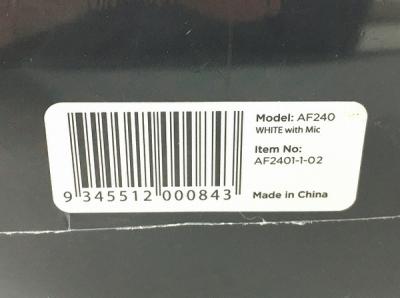 Model: AF240
WHITE with Mic
Item No:
AF2401-1-02
9 345512 000843
Made in China